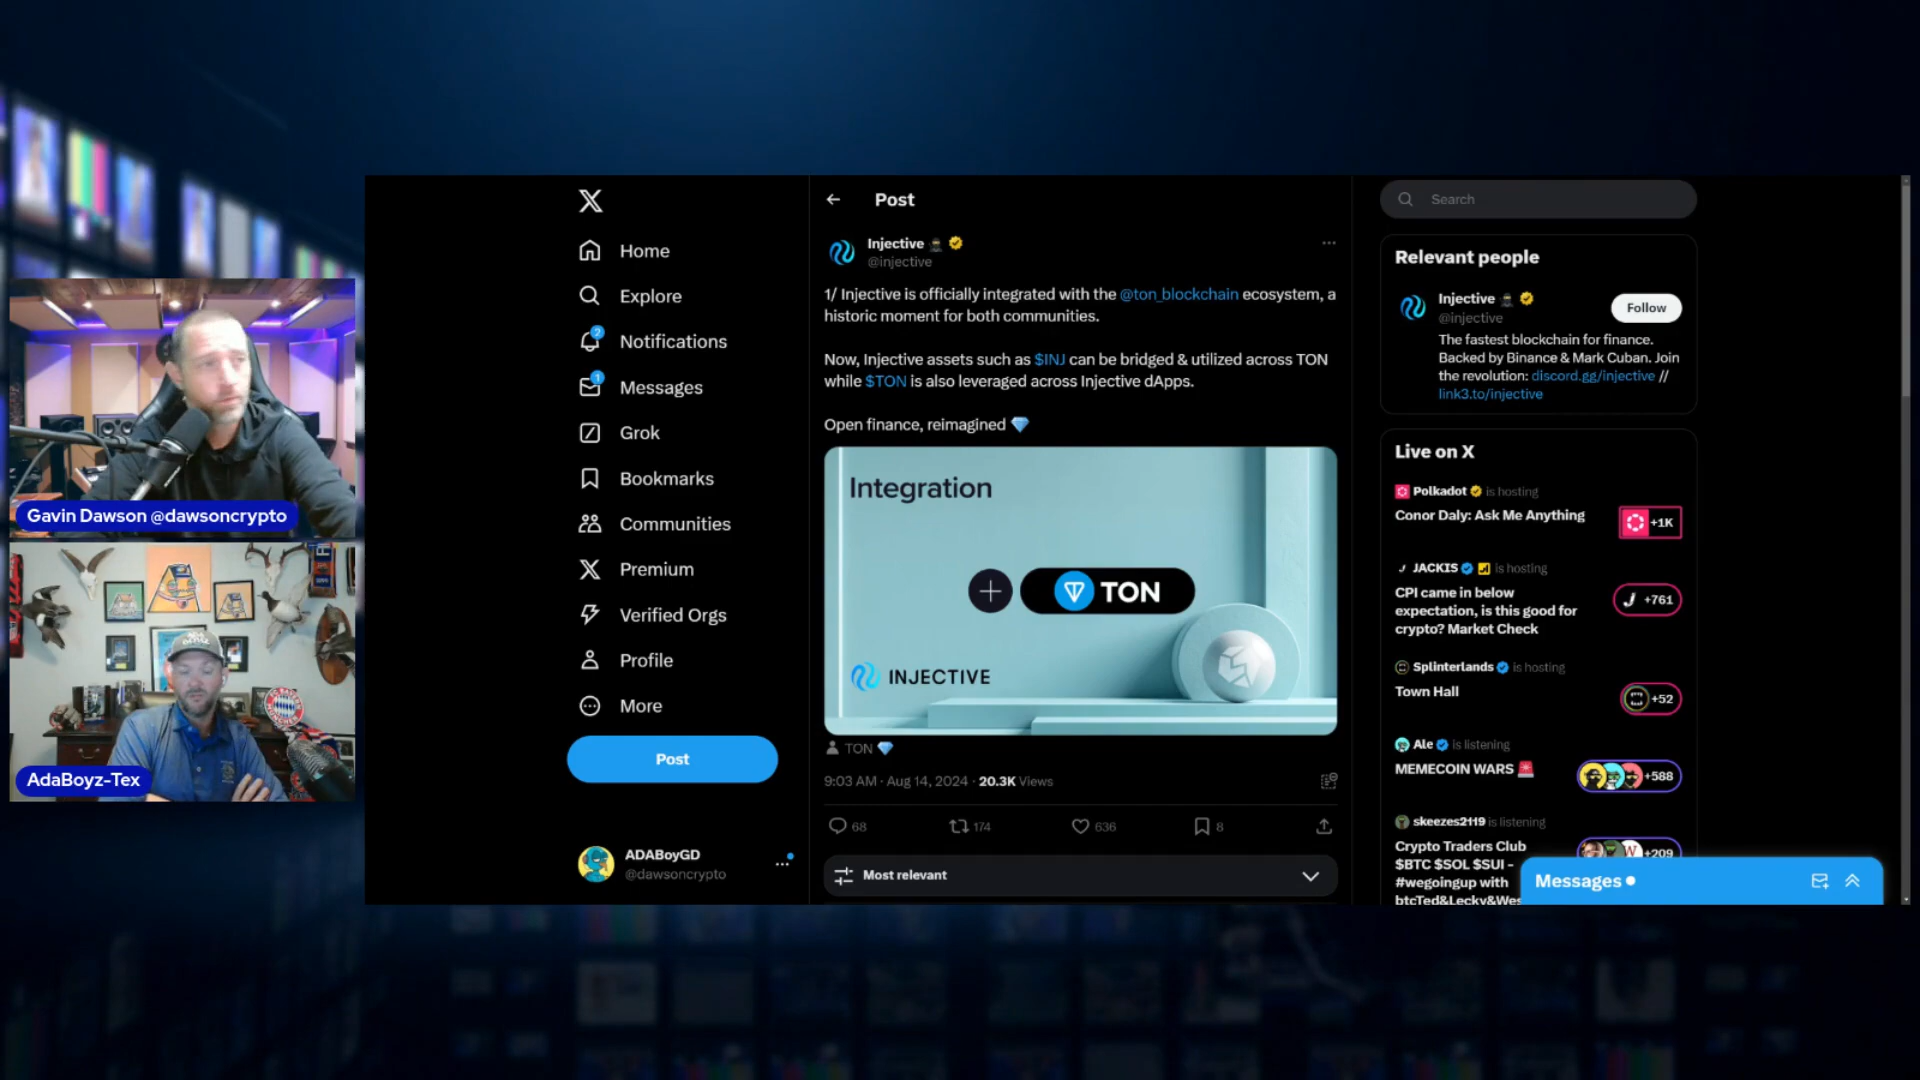 Gavin Dawson @dawsoncrypto
AdaBoyz-Tex
Home
Explore
2
Notifications
1
Messages
Grok
Bookmarks
Communities
Premium
Verified Orgs
Profile
More
Post
ADABoyGD
@dawsoncrypto
Post
Injective
@injective
1/ Injective is officially integrated with the @ton_blockchain ecosystem, a
historic moment for both communities.
Now, Injective assets such as $INJ can be bridged & utilized across TON
while $TON is also leveraged across Injective dApps.
Open finance, reimagined 💎
Integration
TON
INJECTIVE
TON 💎
9:03 AM · Aug 14, 2024 · 20.3K Views
68
174
636
8
Most relevant
Search
Relevant people
Injective
@injective
Follow
The fastest blockchain for finance.
Backed by Binance & Mark Cuban. Join
the revolution: discord.gg/injective //
link3.to/injective
Live on X
Polkadot is hosting
Conor Daly: Ask Me Anything
+1K
JACKIS is hosting
CPI came in below
expectation, is this good for
crypto? Market Check
+761
Splinterlands is hosting
Town Hall
+52
Ale is listening
MEMECOIN WARS 🚨
+588
skeezes2119 is listening
Crypto Traders Club
$BTC $SOL $SUI -
#wegoingup with
btcTed&Lecky&Wes
+209
Messages